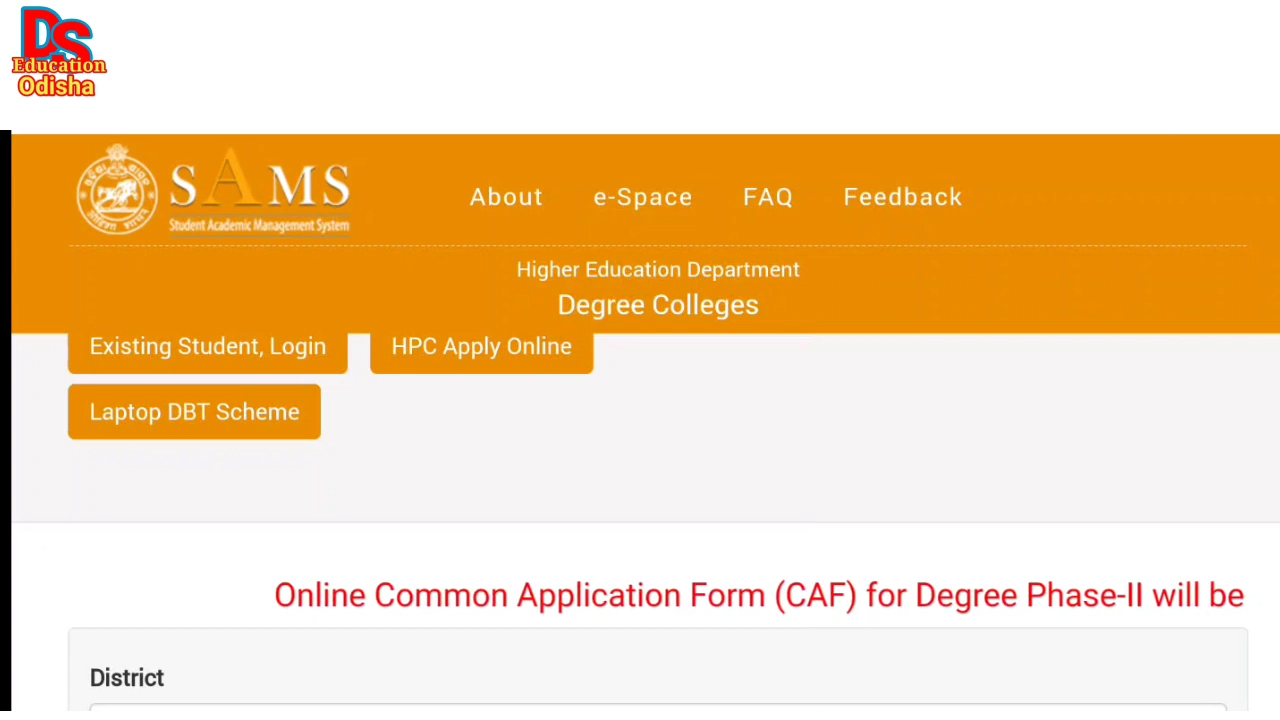 DS
Education
Odisha
SAMS
Student Academic Management System
About e-Space FAQ Feedback
Higher Education Department
Degree Colleges
Existing Student, Login HPC Apply Online
Laptop DBT Scheme
Online Common Application Form (CAF) for Degree Phase-II will be
District